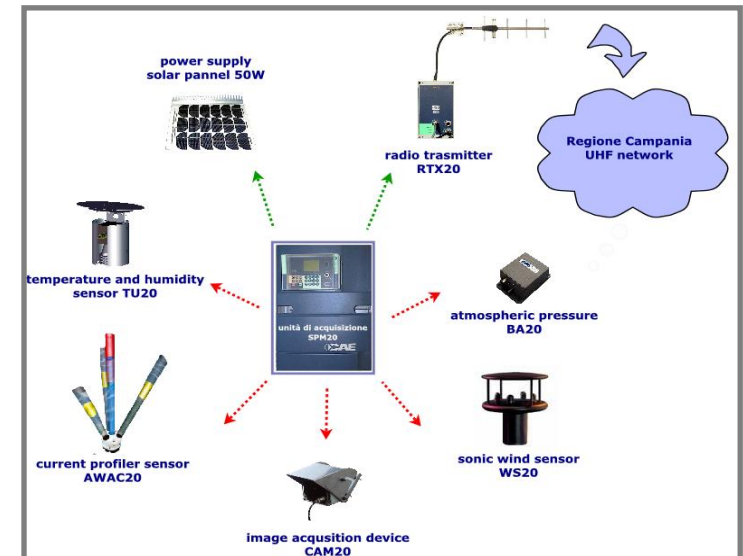 power supply
solar pannel 50W
radio trasmitter
RTX20
Regione Campania
UHF network
temperature and humidity
sensor TU20
unità di acquisizione
SPM20
CAE
atmospheric pressure
BA20
current profiler sensor
AWAC20
sonic wind sensor
WS20
image acqusition device
CAM20